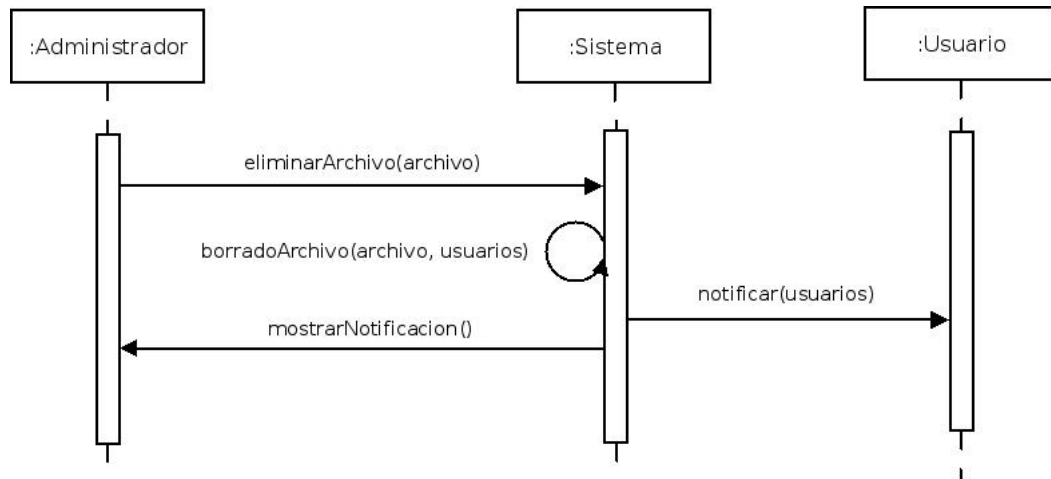 :Administrador
:Sistema
:Usuario
eliminarArchivo(archivo)
borradoArchivo(archivo, usuarios)
notificar(usuarios)
mostrarNotificacion()